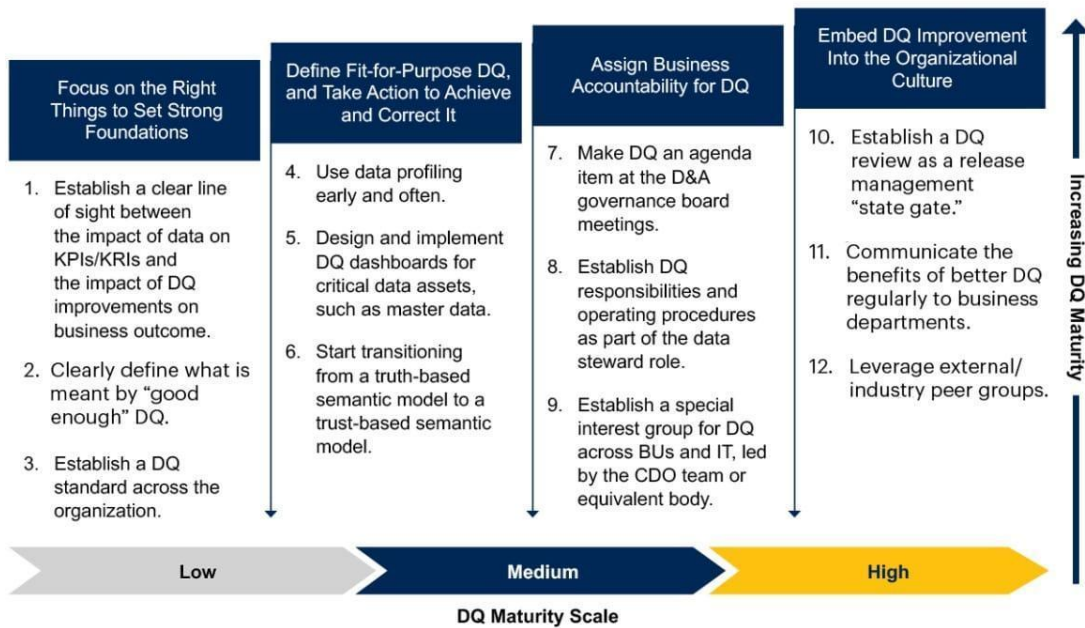 Focus on the Right
Things to Set Strong
Foundations
1. Establish a clear line
of sight between
the impact of data on
KPIs/KRIs and
the impact of DQ
improvements on
business outcome.
2. Clearly define what is
meant by “good
enough” DQ.
3. Establish a DQ
standard across the
organization.
Define Fit-for-Purpose DQ,
and Take Action to Achieve
and Correct It
4. Use data profiling
early and often.
5. Design and implement
DQ dashboards for
critical data assets,
such as master data.
6. Start transitioning
from a truth-based
semantic model to a
trust-based semantic
model.
Assign Business
Accountability for DQ
7. Make DQ an agenda
item at the D&A
governance board
meetings.
8. Establish DQ
responsibilities and
operating procedures
as part of the data
steward role.
9. Establish a special
interest group for DQ
across BUs and IT, led
by the CDO team or
equivalent body.
Embed DQ Improvement
Into the Organizational
Culture
10. Establish a DQ
review as a release
management
“state gate.”
11. Communicate the
benefits of better DQ
regularly to business
departments.
12. Leverage external/
industry peer groups.
Increasing DQ Maturity
Low
Medium
High
DQ Maturity Scale